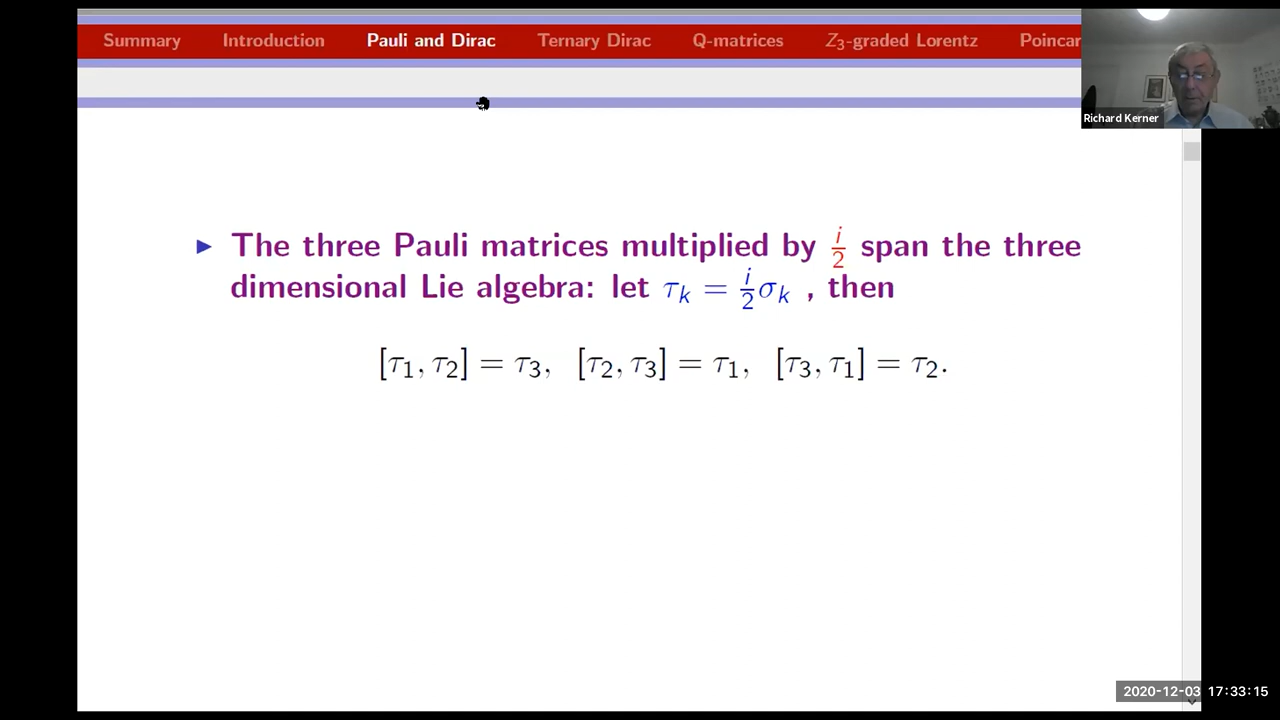 Summary Introduction Pauli and Dirac Ternary Dirac Q-matrices Z₃-graded Lorentz Poincar
Richard Kerner
▶ The three Pauli matrices multiplied by i/2 span the three
dimensional Lie algebra: let τₖ = i/2 σₖ , then
[τ₁, τ₂] = τ₃, [τ₂, τ₃] = τ₁, [τ₃, τ₁] = τ₂.
2020-12-03 17:33:15